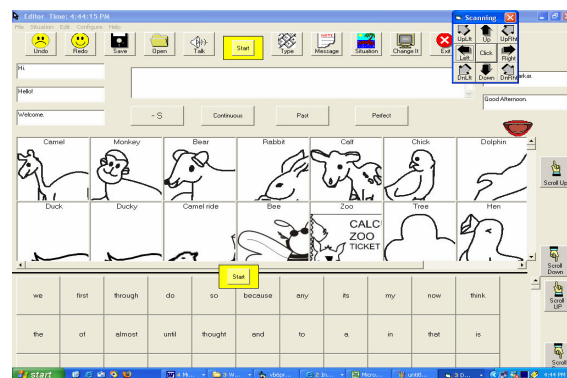 Editor Time: 4:44:15 PM
File Situation Edit Configure Help
Undo Redo Save Open Talk Start Type Message Situation Change It Exit
Scanning
UpLft Up UpRht
Left Click Right
DnLft Down DnRht
Hi.
Hello!
Good Afternoon.
Welcome.
- S Continuous Past Perfect
Camel Monkey Bear Rabbit Calf Chick Dolphin
Scroll Up
Duck Ducky Camel ride Bee Zoo Tree Hen
CALC
ZOO
TICKET
Scroll Down
Start
we first through do so because any its my now think
Scroll UP
the of almost until thought and to a in that is
Scroll
start 4:44 PM